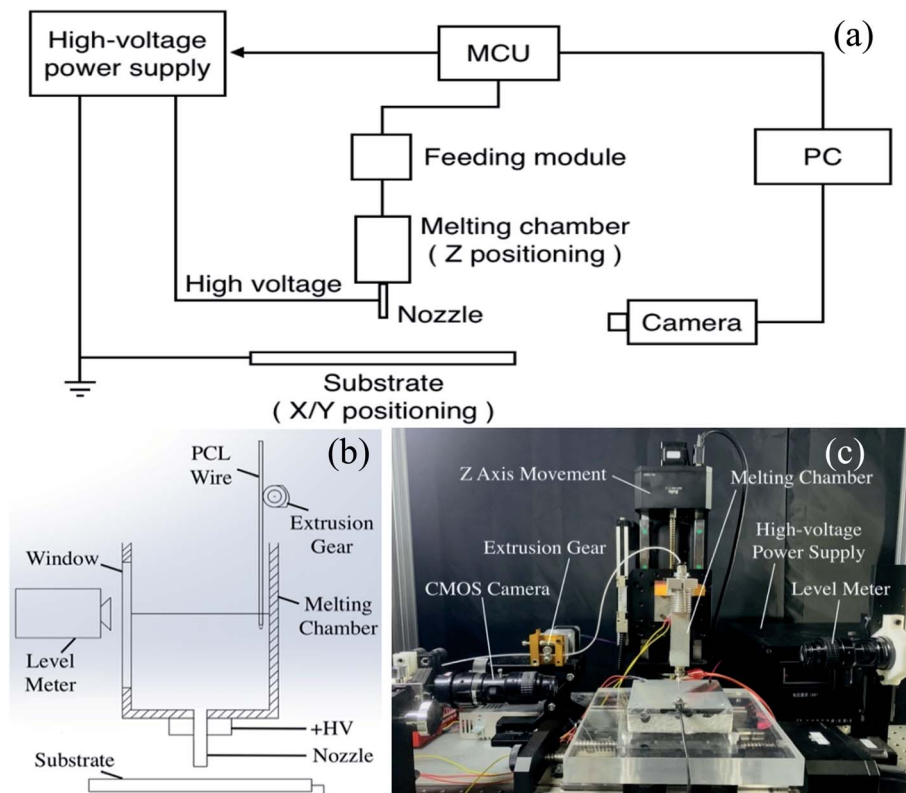 (a)
High-voltage
power supply
MCU
PC
Feeding module
Melting chamber
( Z positioning )
High voltage
Nozzle
Camera
Substrate
( X/Y positioning )
(b)
PCL
Wire
Extrusion
Gear
Window
Melting
Chamber
Level
Meter
+HV
Nozzle
Substrate
(c)
Z Axis Movement
Melting Chamber
High-voltage
Power Supply
Extrusion Gear
CMOS Camera
Level Meter